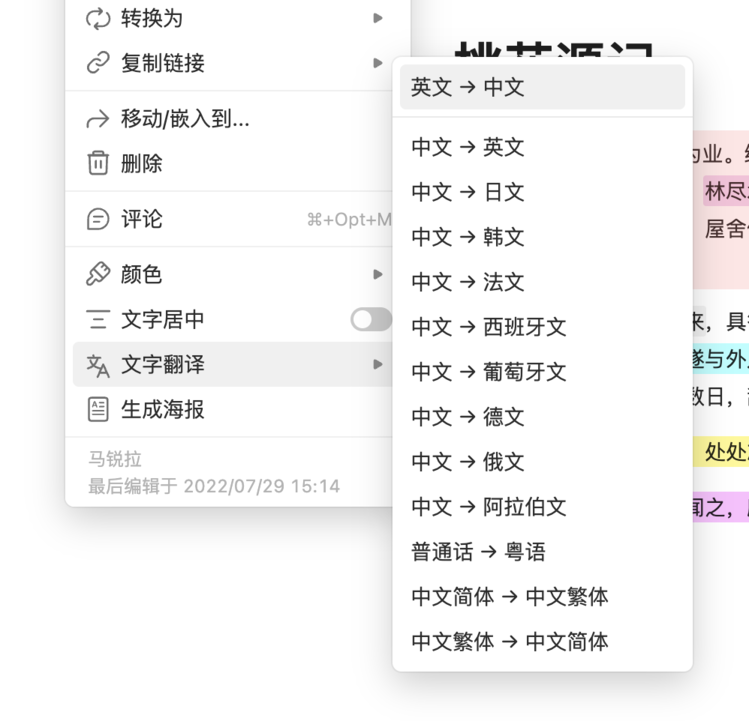 转换为
复制链接
移动/嵌入到...
删除
评论 ⌘+Opt+M
颜色
文字居中
文字翻译
生成海报
马锐拉
最后编辑于 2022/07/29 15:14
英文 → 中文
中文 → 英文
中文 → 日文
中文 → 韩文
中文 → 法文
中文 → 西班牙文
中文 → 葡萄牙文
中文 → 德文
中文 → 俄文
中文 → 阿拉伯文
普通话 → 粤语
中文简体 → 中文繁体
中文繁体 → 中文简体
桃花源记
为业。
林尽
屋舍
来，具
遂与外
数日，
处处
闻之，